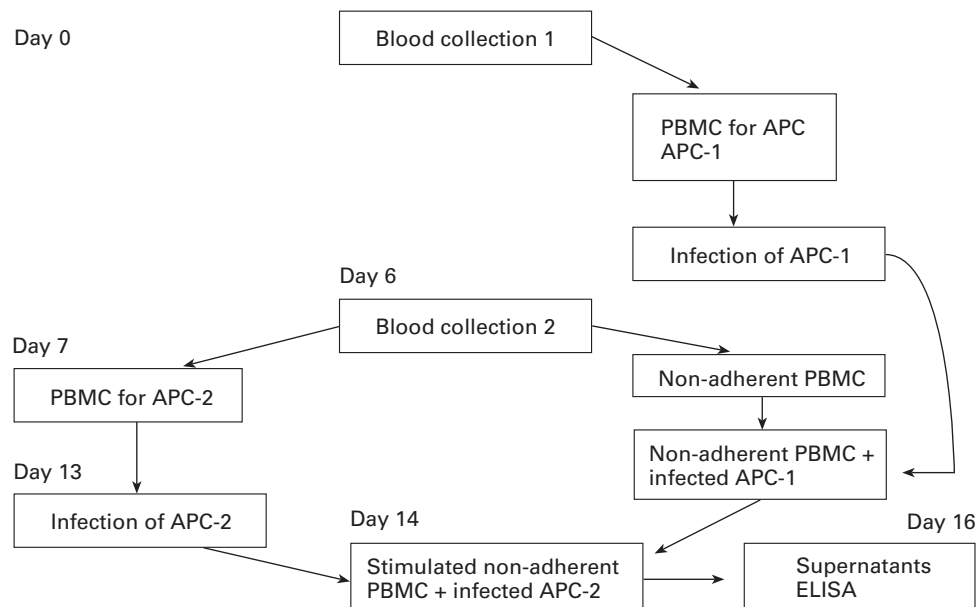 Day 0
Blood collection 1
PBMC for APC
APC-1
Infection of APC-1
Day 6
Blood collection 2
Day 7
PBMC for APC-2
Non-adherent PBMC
Non-adherent PBMC +
infected APC-1
Day 13
Infection of APC-2
Day 14
Stimulated non-adherent
PBMC + infected APC-2
Day 16
Supernatants
ELISA